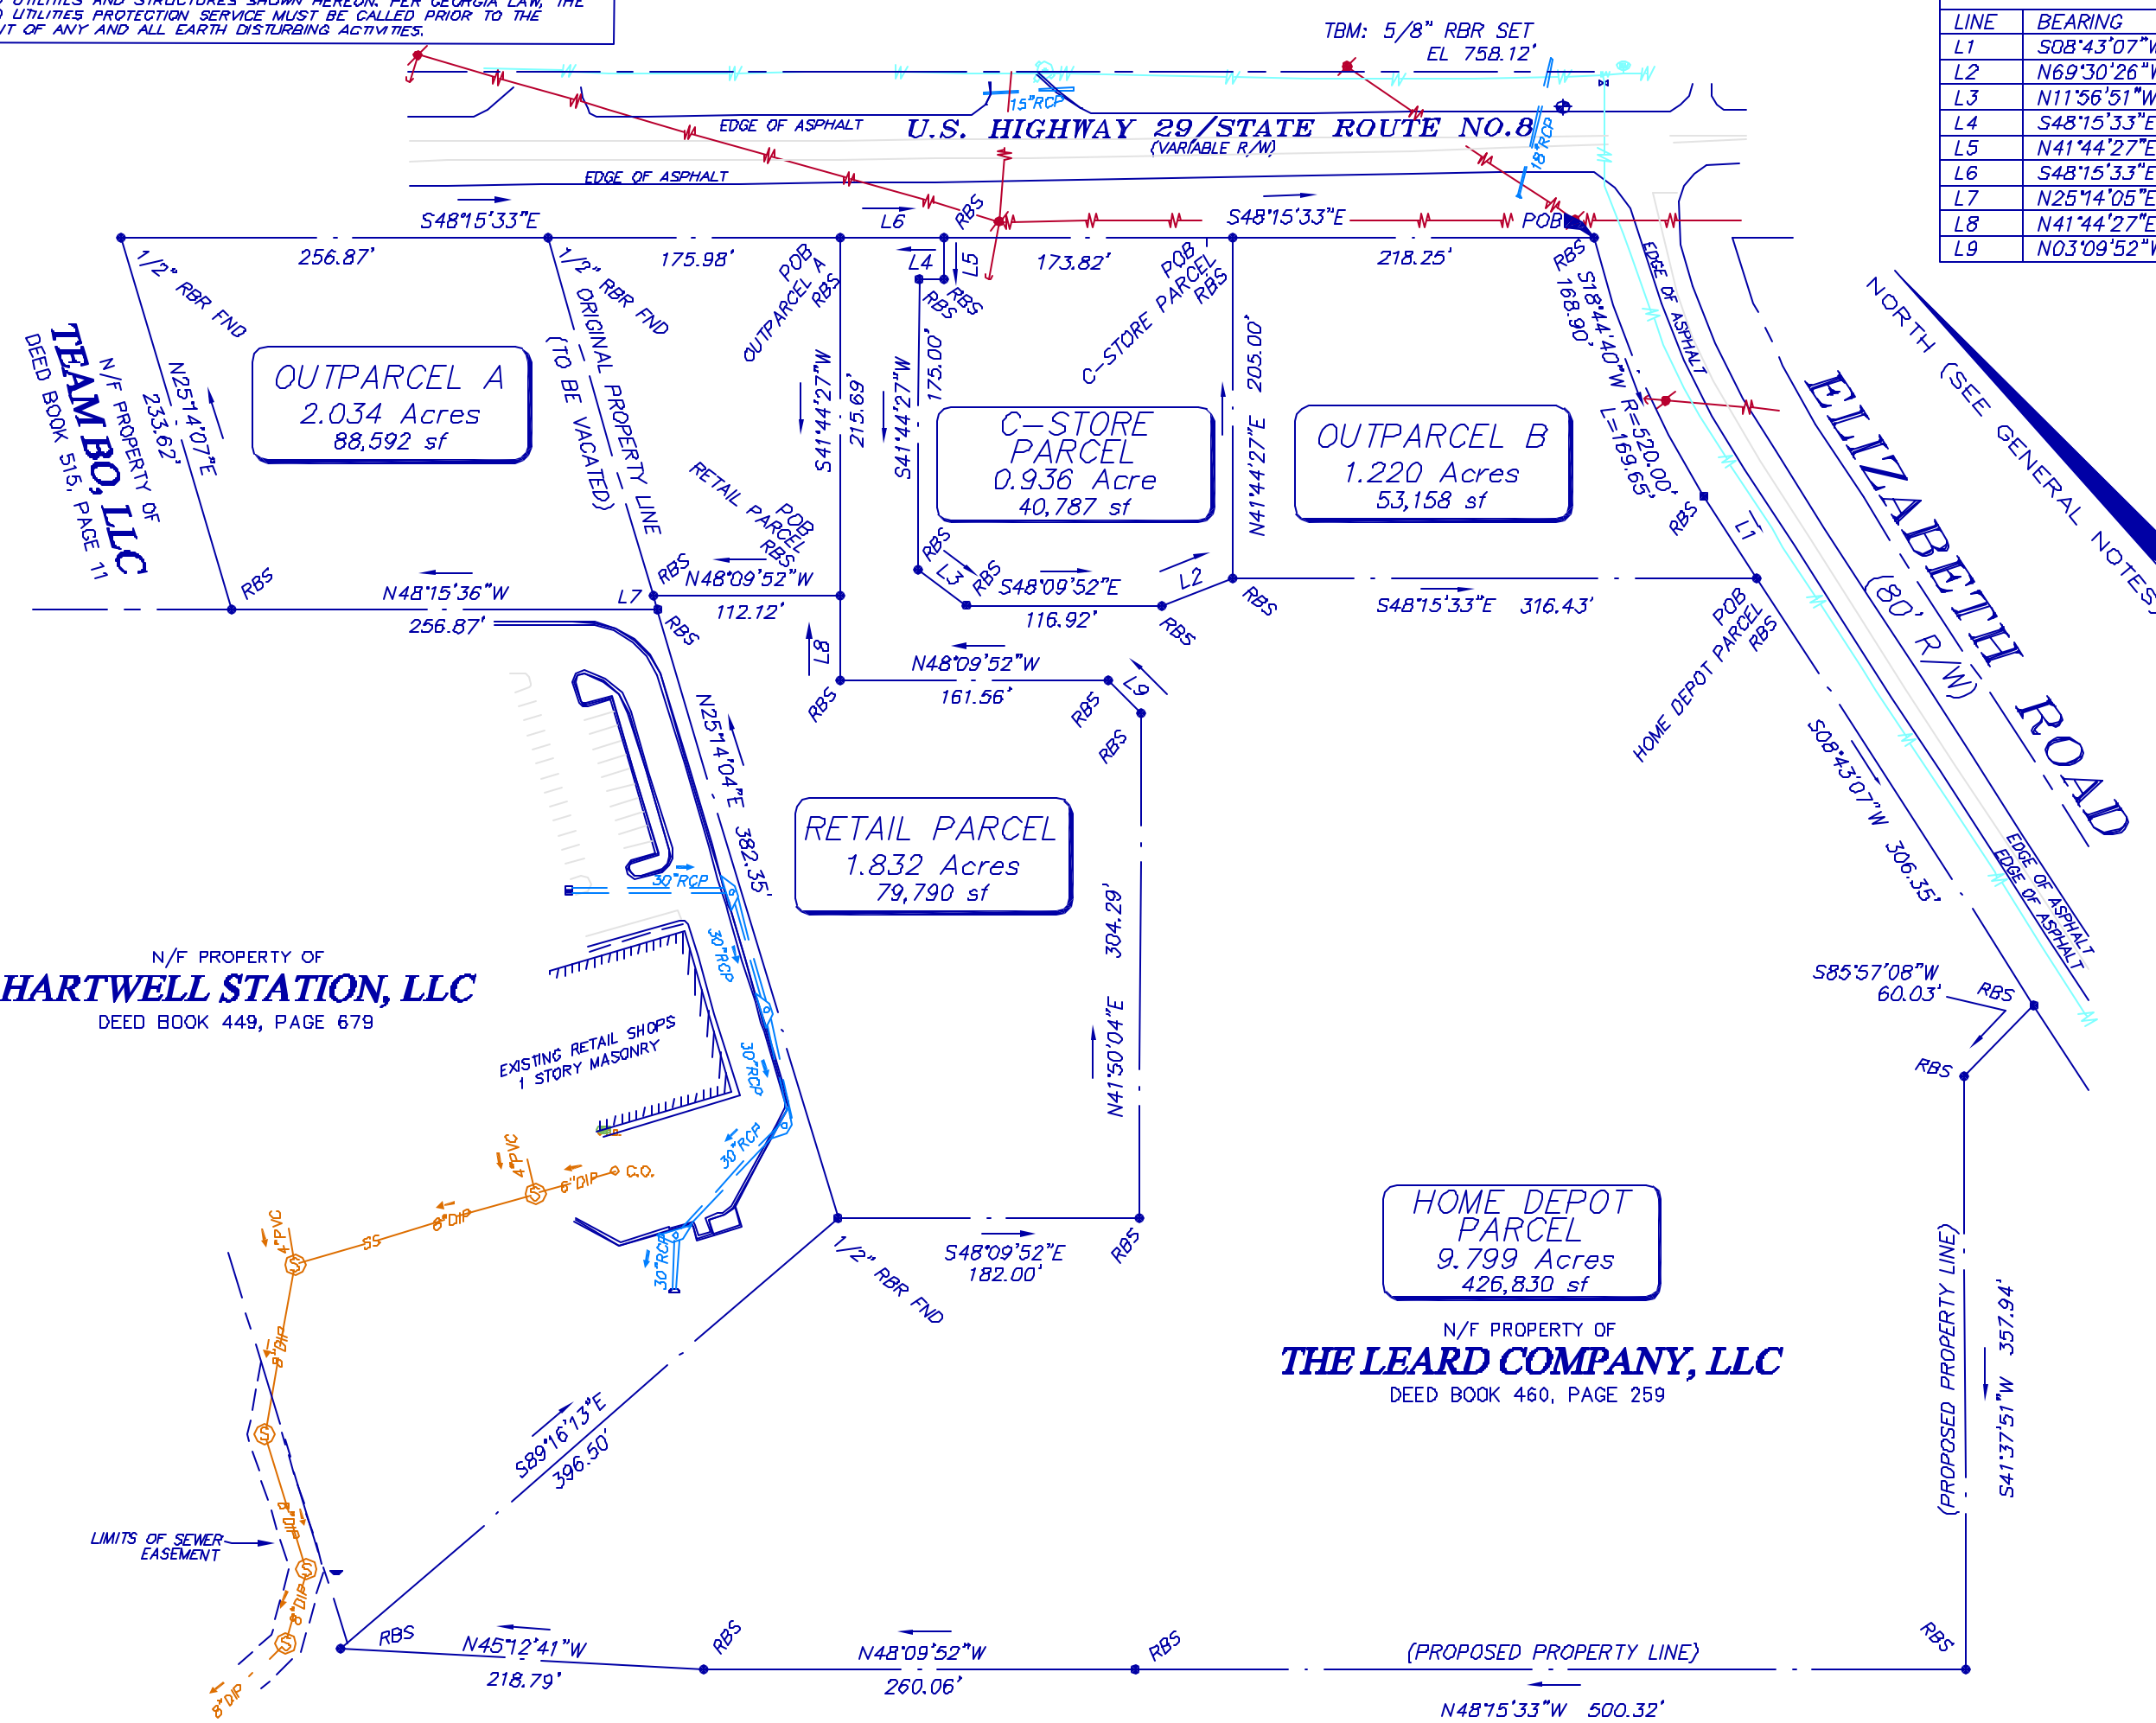 UTILITIES AND STRUCTURES SHOWN HEREON. PER GEORGIA LAW, THE
UTILITIES PROTECTION SERVICE MUST BE CALLED PRIOR TO THE
OF ANY AND ALL EARTH DISTURBING ACTIVITIES.
TBM: 5/8" RBR SET
EL 758.12'
LINE BEARING
L1 S08°43'07"W
L2 N69°30'26"W
L3 N11°56'51"W
L4 S48°15'33"E
L5 N41°44'27"E
L6 S48°15'33"E
L7 N25°14'05"E
L8 N41°44'27"E
L9 N03°09'52"W
15"RCP
18"RCP
EDGE OF ASPHALT
U.S. HIGHWAY 29/STATE ROUTE NO.8
(VARIABLE R/W)
EDGE OF ASPHALT
S48°15'33"E
256.87'
L6
RBS
175.98'
S48°15'33"E
173.82'
POB
218.25'
RBS
1/2" RBR FND
1/2" RBR FND
POB
OUTPARCEL A
RBS
L4
L5
RBS
RBS
POB
C-STORE PARCEL
RBS
S18°44'40"W
168.90'
R=520.00'
L=169.65'
EDGE OF ASPHALT
NORTH (SEE GENERAL NOTES)
TEAMBO, LLC
N/F PROPERTY OF
DEED BOOK 515, PAGE 11
N25°14'07"E
233.62'
OUTPARCEL A
2.034 Acres
88,592 sf
ORIGINAL PROPERTY LINE
(TO BE VACATED)
S41°44'27"W
215.69'
S41°44'27"W
175.00'
C-STORE
PARCEL
0.936 Acre
40,787 sf
N41°44'27"E 205.00'
OUTPARCEL B
1.220 Acres
53,158 sf
RBS
L1
ELIZABETH ROAD
(80' R/W)
POB
RETAIL PARCEL
RBS
RBS
RBS
N48°15'36"W
256.87'
L7
RBS
N48°09'52"W
112.12'
RBS
L3
RBS
S48°09'52"E
116.92'
L2
RBS
RBS
S48°15'33"E 316.43'
POB
HOME DEPOT PARCEL
RBS
L8
RBS
N48°09'52"W
161.56'
L9
RBS
RBS
N25°14'04"E 382.35'
S08°43'07"W 306.35'
RETAIL PARCEL
1.832 Acres
79,790 sf
N41°50'04"E 304.29'
EDGE OF ASPHALT
EDGE OF ASPHALT
30"RCP
30"RCP
30"RCP
30"RCP
30"RCP
N/F PROPERTY OF
HARTWELL STATION, LLC
DEED BOOK 449, PAGE 679
EXISTING RETAIL SHOPS
1 STORY MASONRY
S85°57'08"W
60.03'
RBS
RBS
4"PVC
6"DIP
C.O.
S
8"DIP
SS
4"PVC
S
8"DIP
S
8"DIP
S
8"DIP
S
8"DIP
S48°09'52"E
182.00'
RBS
1/2" RBR FND
HOME DEPOT
PARCEL
9.799 Acres
426,830 sf
N/F PROPERTY OF
THE LEARD COMPANY, LLC
DEED BOOK 460, PAGE 259
(PROPOSED PROPERTY LINE)
S41°37'51"W 357.94'
S89°16'13"E
396.50'
LIMITS OF SEWER
EASEMENT
RBS
N45°12'41"W
218.79'
RBS
N48°09'52"W
260.06'
RBS
(PROPOSED PROPERTY LINE)
N48°15'33"W 500.32'
RBS